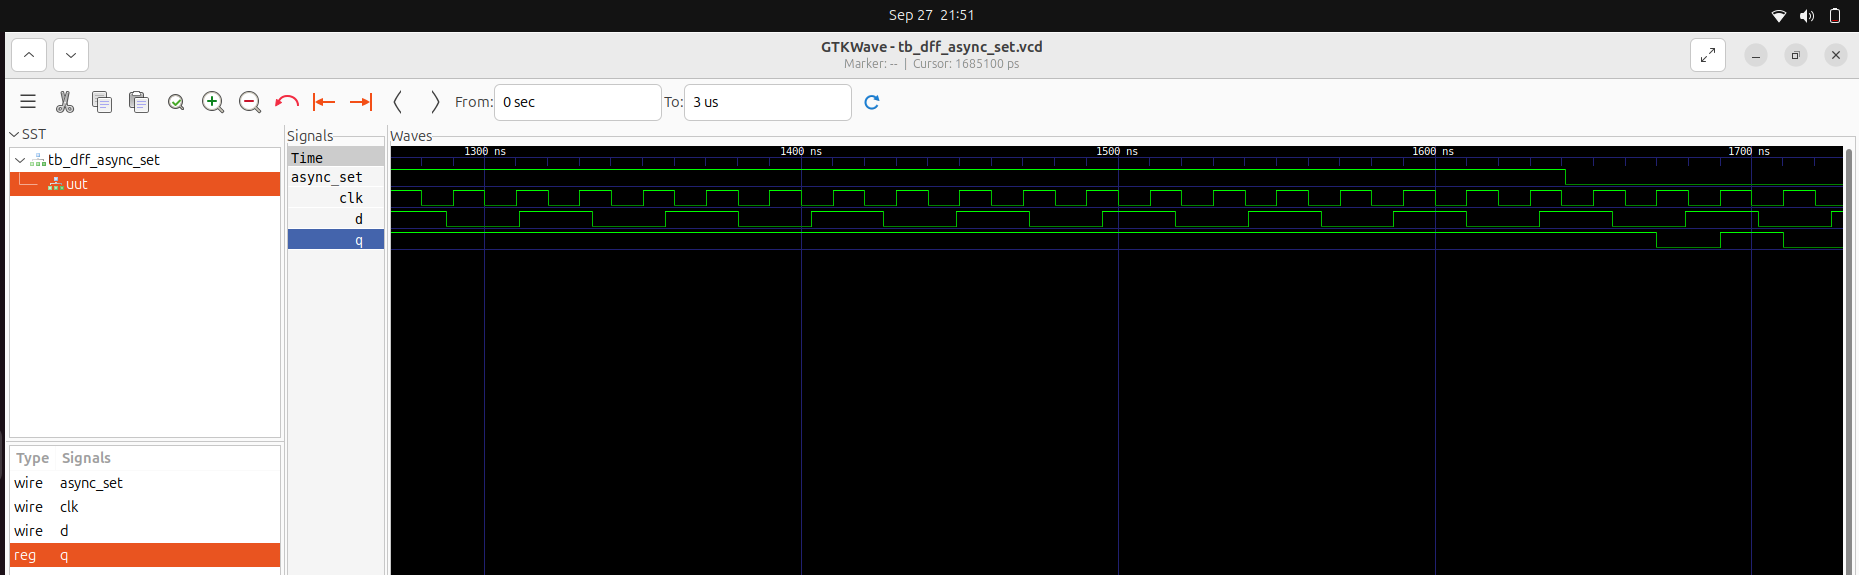 Sep 27 21:51
GTKWave - tb_dff_async_set.vcd
Marker: -- | Cursor: 1685100 ps
From: 0 sec To: 3 us
SST
tb_dff_async_set
uut
Type Signals
wire async_set
wire clk
wire d
reg q
Signals
Time
async_set
clk
d
q
Waves
1300 ns 1400 ns 1500 ns 1600 ns 1700 ns